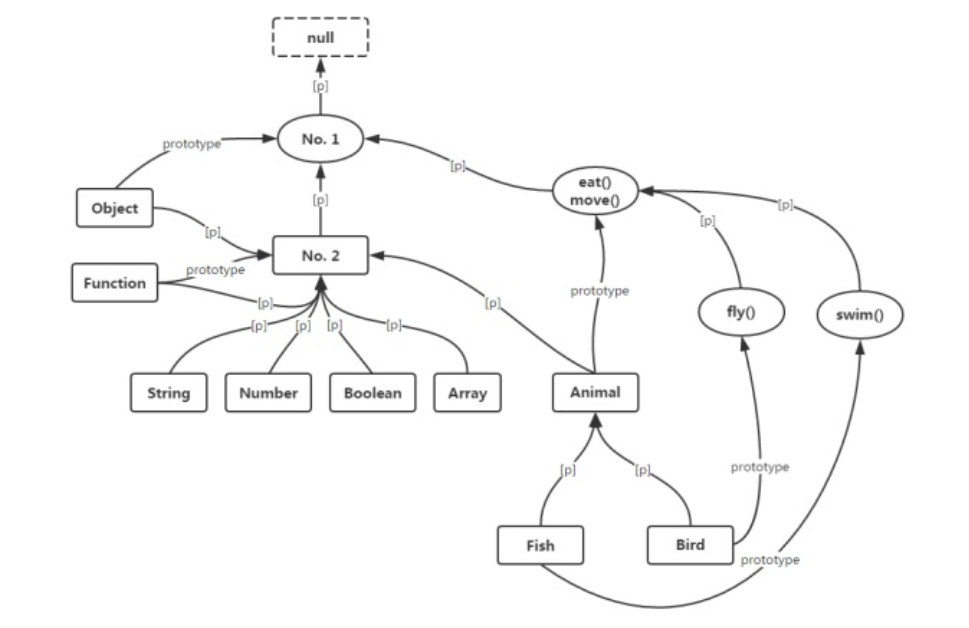 null
[p]
prototype
No. 1
[p]
eat()
move()
[p]
Object
[p]
[p]
[p]
No. 2
prototype
Function
[p]
[p]
prototype
fly()
swim()
[p]
[p]
[p]
[p]
String
Number
Boolean
Array
Animal
[p]
[p]
prototype
Fish
Bird
prototype